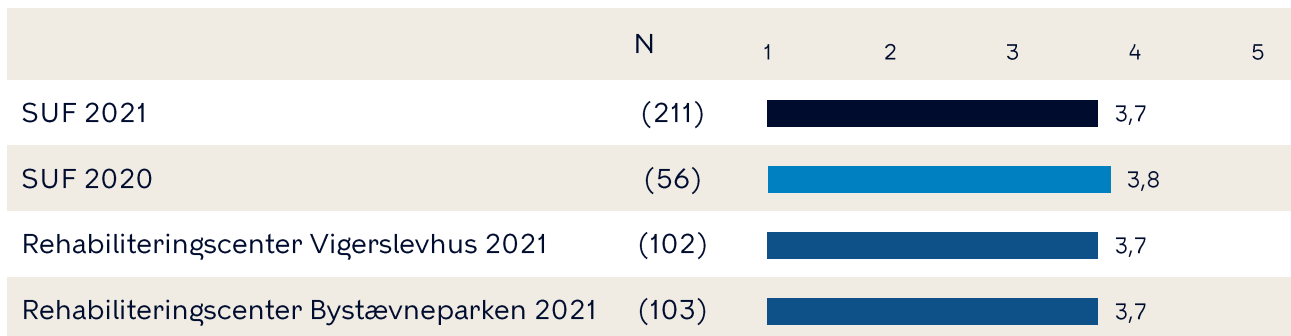 N 1 2 3 4 5
SUF 2021 (211) 3,7
SUF 2020 (56) 3,8
Rehabiliteringscenter Vigerslevhus 2021 (102) 3,7
Rehabiliteringscenter Bystævneparken 2021 (103) 3,7